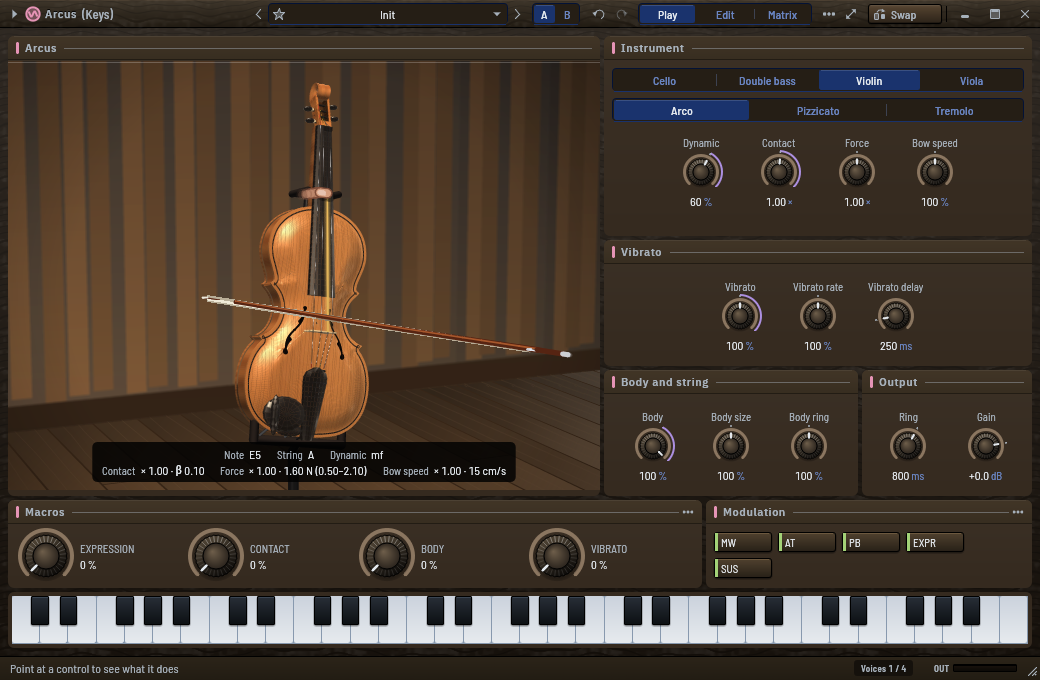 Arcus (Keys)
Init
A B
Play Edit Matrix
Swap
Arcus
Note E5 String A Dynamic mf
Contact × 1.00 · β 0.10 Force × 1.00 · 1.60 N (0.50–2.10) Bow speed × 1.00 · 15 cm/s
Instrument
Cello Double bass Violin Viola
Arco Pizzicato Tremolo
Dynamic Contact Force Bow speed
60 % 1.00 × 1.00 × 100 %
Vibrato
Vibrato Vibrato rate Vibrato delay
100 % 100 % 250 ms
Body and string
Body Body size Body ring
100 % 100 % 100 %
Output
Ring Gain
800 ms +0.0 dB
Macros
EXPRESSION
0 %
CONTACT
0 %
BODY
0 %
VIBRATO
0 %
Modulation
MW AT PB EXPR
SUS
Point at a control to see what it does
Voices 1 / 4 OUT